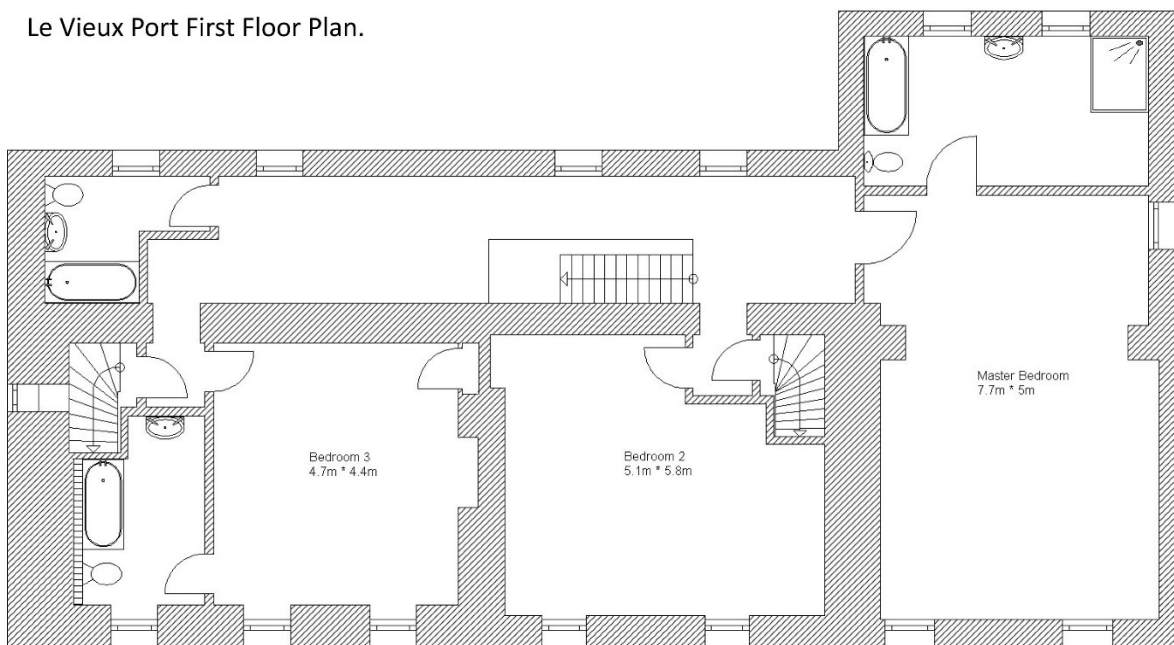 Le Vieux Port First Floor Plan.
Master Bedroom
7.7m * 5m
Bedroom 3
4.7m * 4.4m
Bedroom 2
5.1m * 5.8m